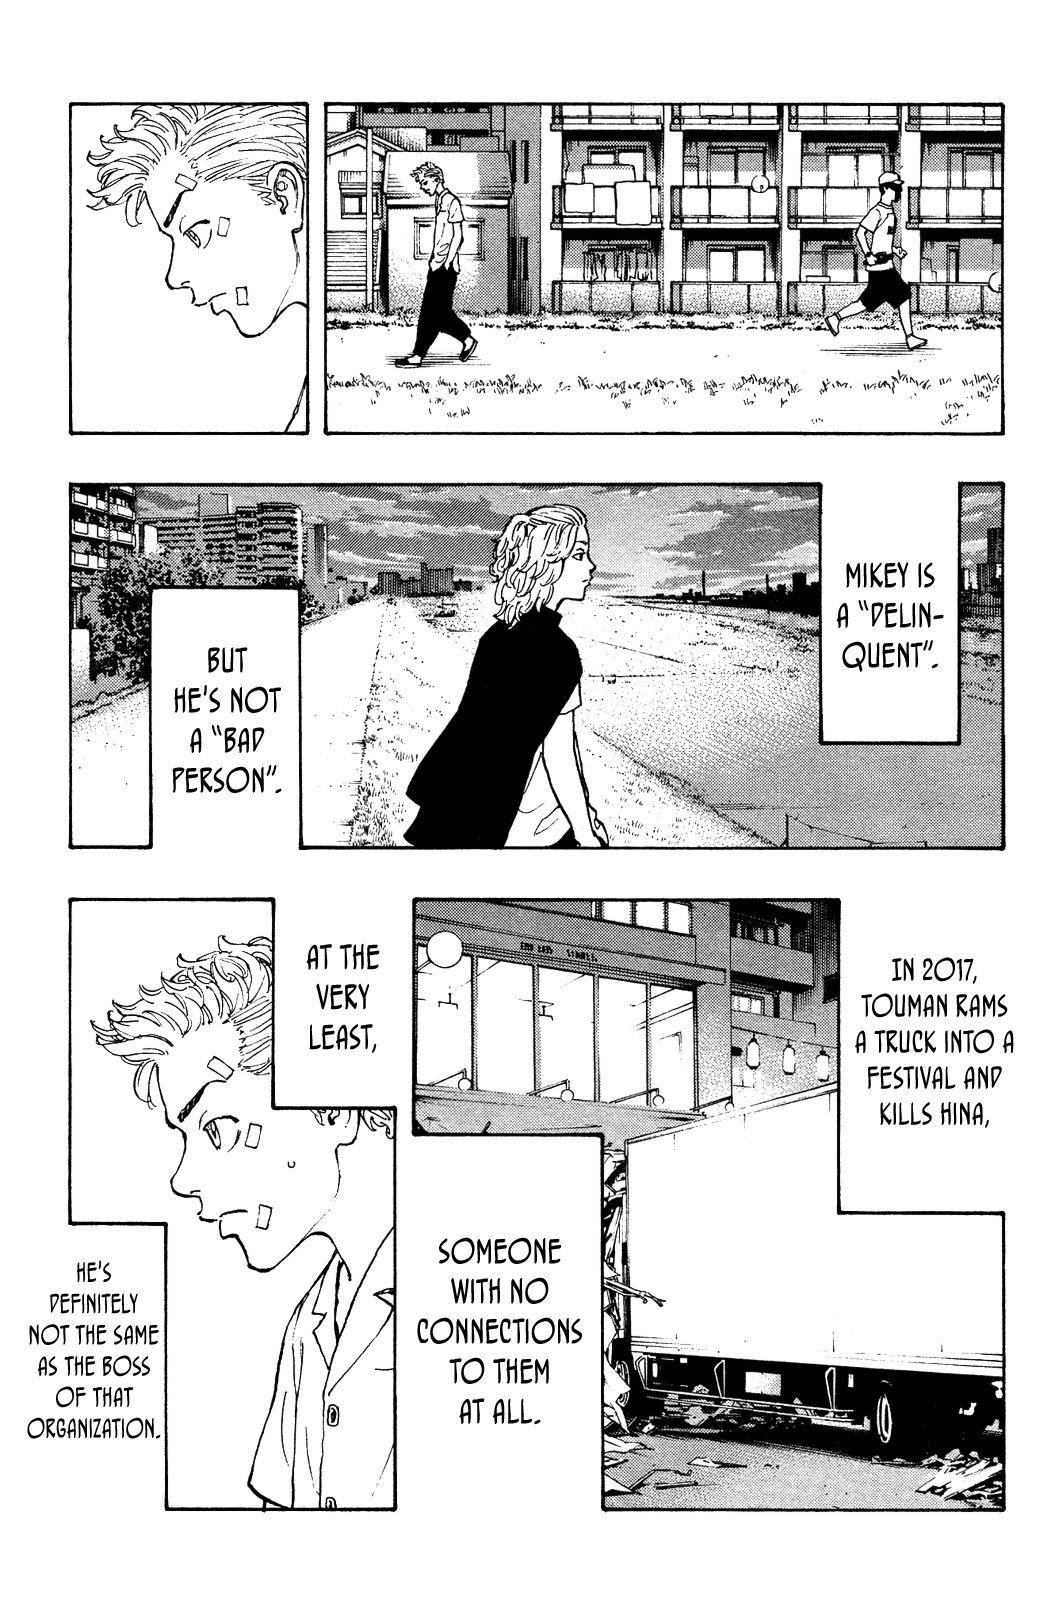 MIKEY IS
A "DELIN-
QUENT".
BUT
HE'S NOT
A "BAD
PERSON".
IN 2017,
TOUMAN RAMS
A TRUCK INTO A
FESTIVAL AND
KILLS HINA,
SOMEONE
WITH NO
CONNECTIONS
TO THEM
AT ALL.
AT THE
VERY
LEAST,
HE'S
DEFINITELY
NOT THE SAME
AS THE BOSS
OF THAT
ORGANIZATION.